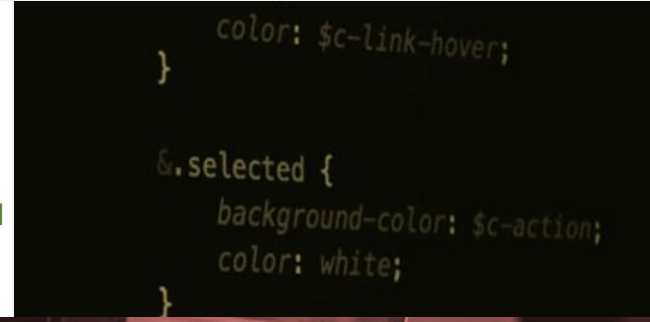 color: $c-link-hover;
}
&.selected {
background-color: $c-action;
color: white;
}